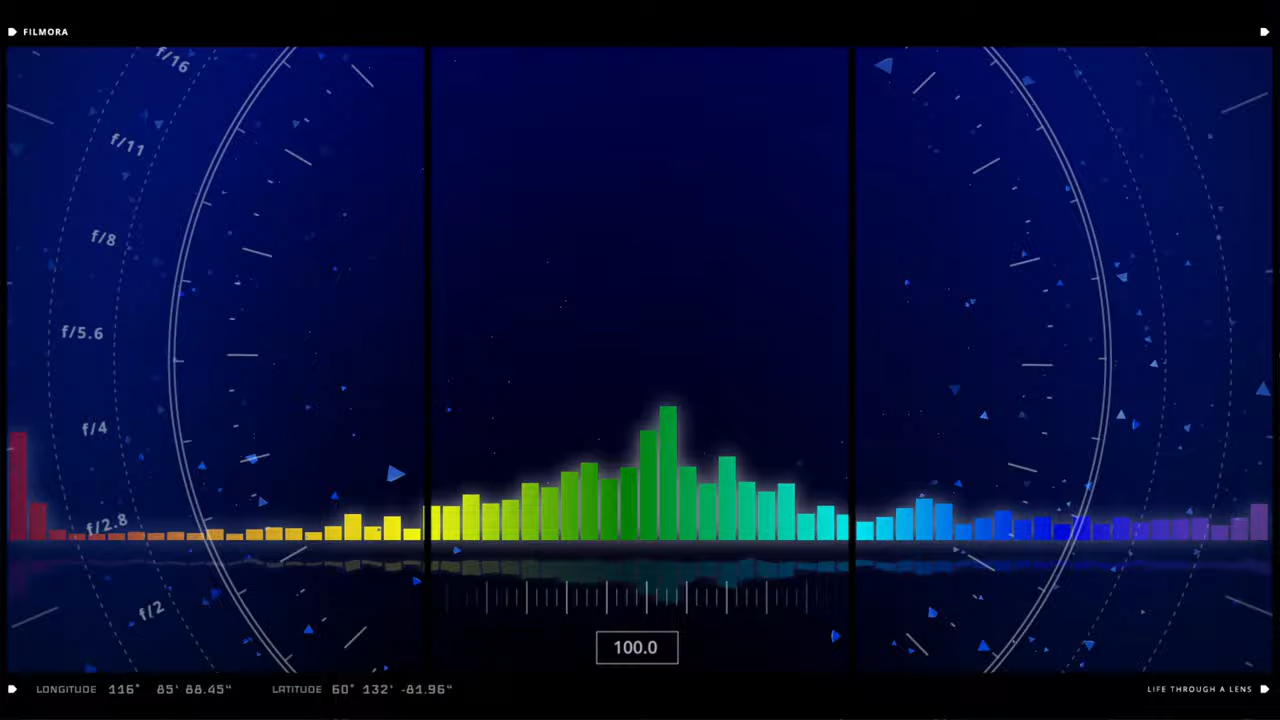 FILMORA
f/16
f/11
f/8
f/5.6
f/4
f/2.8
f/2
100.0
LONGITUDE 116° 85' 88.45" LATITUDE 60° 132' -81.96"
LIFE THROUGH A LENS